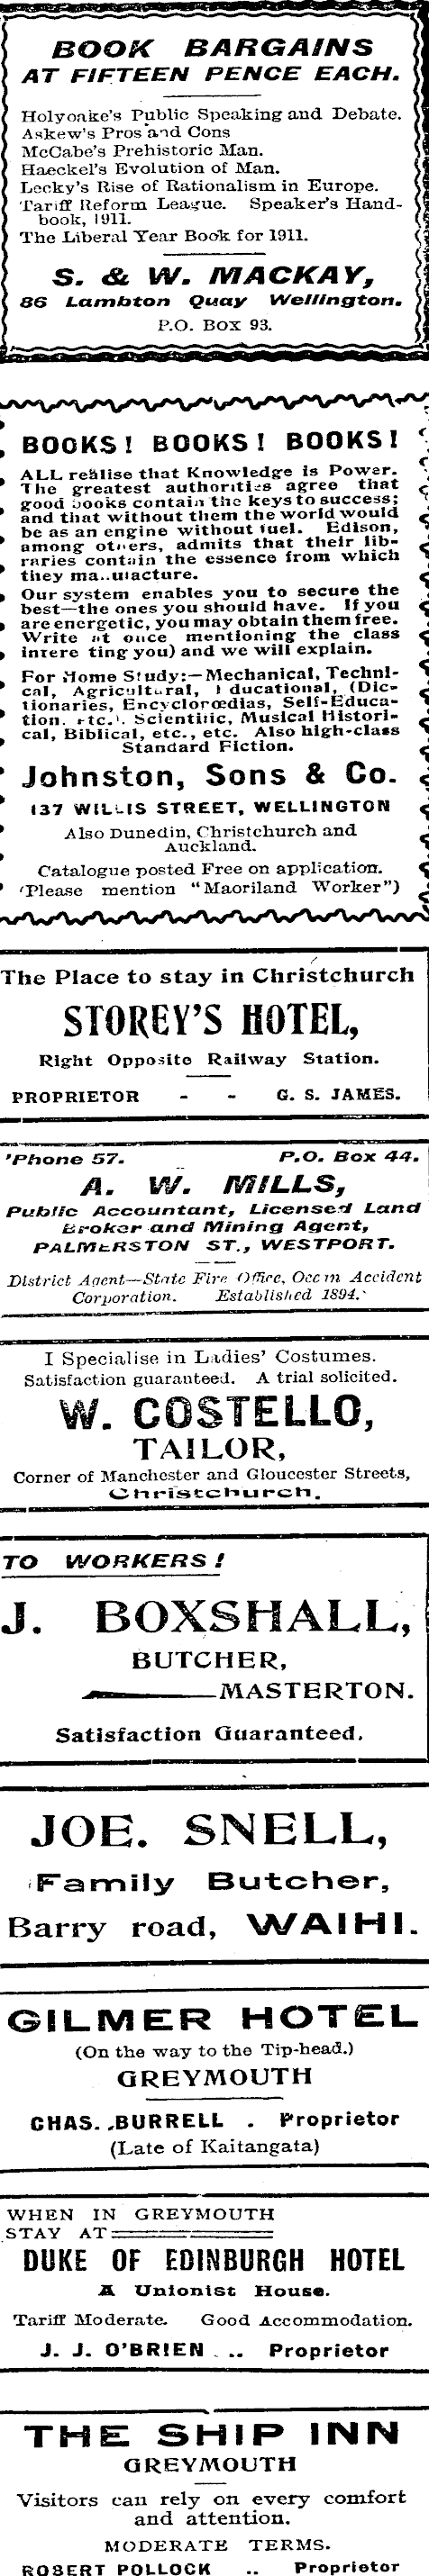 BOOK BARGAINS
AT FIFTEEN PENCE EACH.
Holyoake's Public Speaking and Debate.
Askew's Pros and Cons
McCabe's Prehistoric Man.
Haeckel's Evolution of Man.
Lecky's Rise of Rationalism in Europe.
Tariff Reform League. Speaker's Hand-
book, 1911.
The Liberal Year Book for 1911.
S. & W. MACKAY,
86 Lambton Quay Wellington.
P.O. Box 93.
BOOKS! BOOKS! BOOKS!
ALL realise that Knowledge is Power.
The greatest authorities agree that
good books contain the keys to success;
and that without them the world would
be as an engine without fuel. Edison,
among others, admits that their lib-
raries contain the essence from which
they manufacture.
Our system enables you to secure the
best—the ones you should have. If you
are energetic, you may obtain them free.
Write at once mentioning the class
interesting you) and we will explain.
For Home Study:—Mechanical, Techni-
cal, Agricultural, Educational, (Dic-
tionaries, Encyclopœdias, Self-Educa-
tion, etc.). Scientific, Musical Histori-
cal, Biblical, etc., etc. Also high-class
Standard Fiction.
Johnston, Sons & Co.
137 WILLIS STREET, WELLINGTON
Also Dunedin, Christchurch and
Auckland.
Catalogue posted Free on application.
(Please mention "Maoriland Worker")
The Place to stay in Christchurch
STOREY'S HOTEL,
Right Opposite Railway Station.
PROPRIETOR - - G. S. JAMES.
'Phone 57. P.O. Box 44.
A. W. MILLS,
Public Accountant, Licensed Land
Broker and Mining Agent,
PALMERSTON ST., WESTPORT.
District Agent—State Fire Office, Ocean Accident
Corporation. Established 1894.
I Specialise in Ladies' Costumes.
Satisfaction guaranteed. A trial solicited.
W. COSTELLO,
TAILOR,
Corner of Manchester and Gloucester Streets,
Christchurch.
TO WORKERS!
J. BOXSHALL,
BUTCHER,
MASTERTON.
Satisfaction Guaranteed.
JOE. SNELL,
Family Butcher,
Barry road, WAIHI.
GILMER HOTEL
(On the way to the Tip-head.)
GREYMOUTH
CHAS. BURRELL . Proprietor
(Late of Kaitangata)
WHEN IN GREYMOUTH
STAY AT
DUKE OF EDINBURGH HOTEL
A Unionist House.
Tariff Moderate. Good Accommodation.
J. J. O'BRIEN .. Proprietor
THE SHIP INN
GREYMOUTH
Visitors can rely on every comfort
and attention.
MODERATE TERMS.
ROBERT POLLOCK .. Proprietor